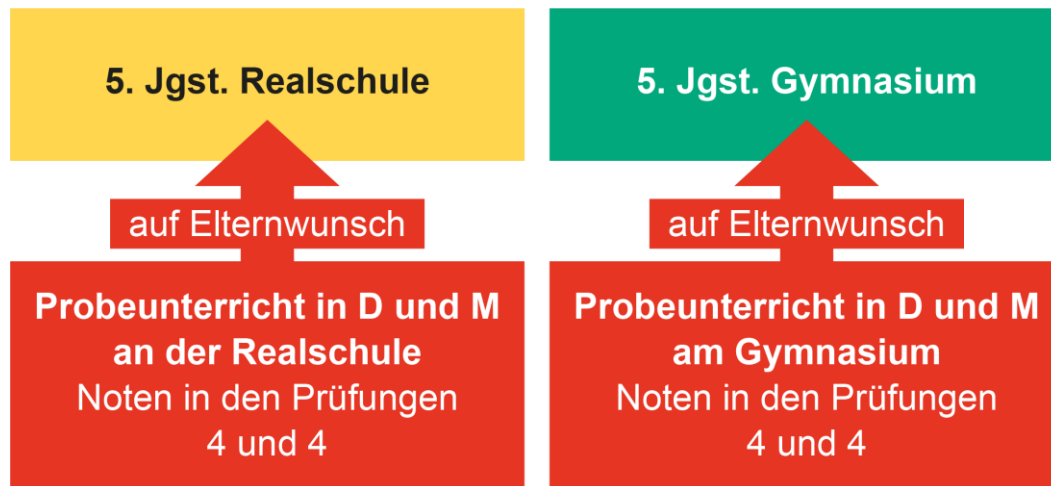 5. Jgst. Realschule
auf Elternwunsch
Probeunterricht in D und M
an der Realschule
Noten in den Prüfungen
4 und 4
5. Jgst. Gymnasium
auf Elternwunsch
Probeunterricht in D und M
am Gymnasium
Noten in den Prüfungen
4 und 4